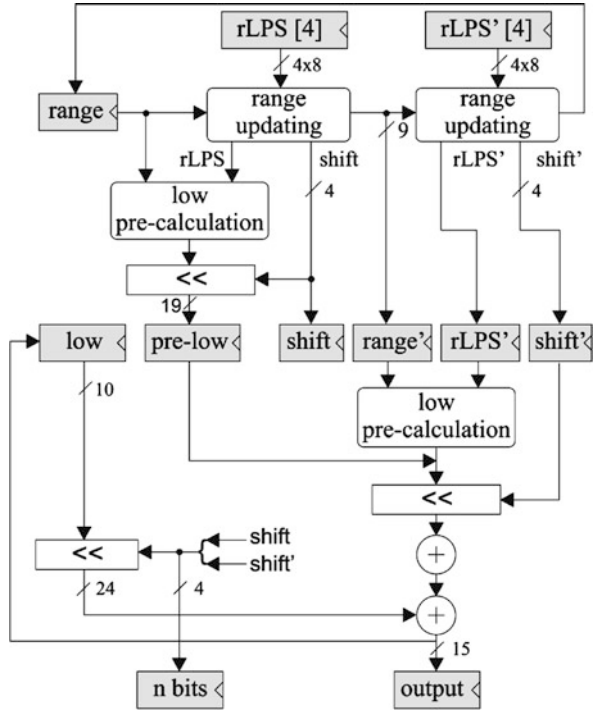 rLPS [4]
rLPS' [4]
4x8
4x8
range
range
updating
range
updating
9
rLPS
shift
rLPS'
shift'
4
4
low
pre-calculation
<<
19
low
pre-low
shift
range'
rLPS'
shift'
10
low
pre-calculation
<<
<<
shift
shift'
+
24
4
+
15
n bits
output